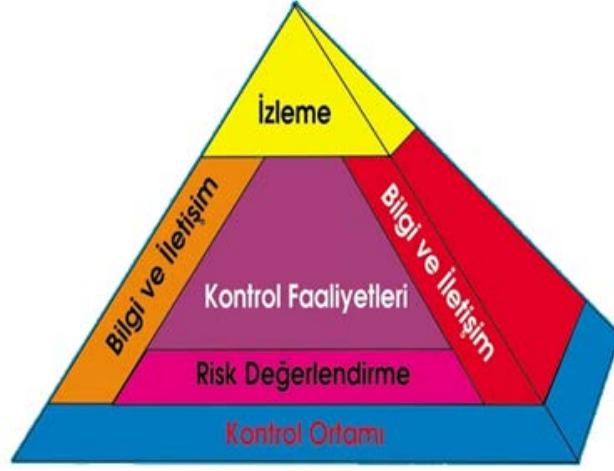 İzleme
Bilgi ve İletişim
Bilgi ve İletişim
Kontrol Faaliyetleri
Risk Değerlendirme
Kontrol Ortamı